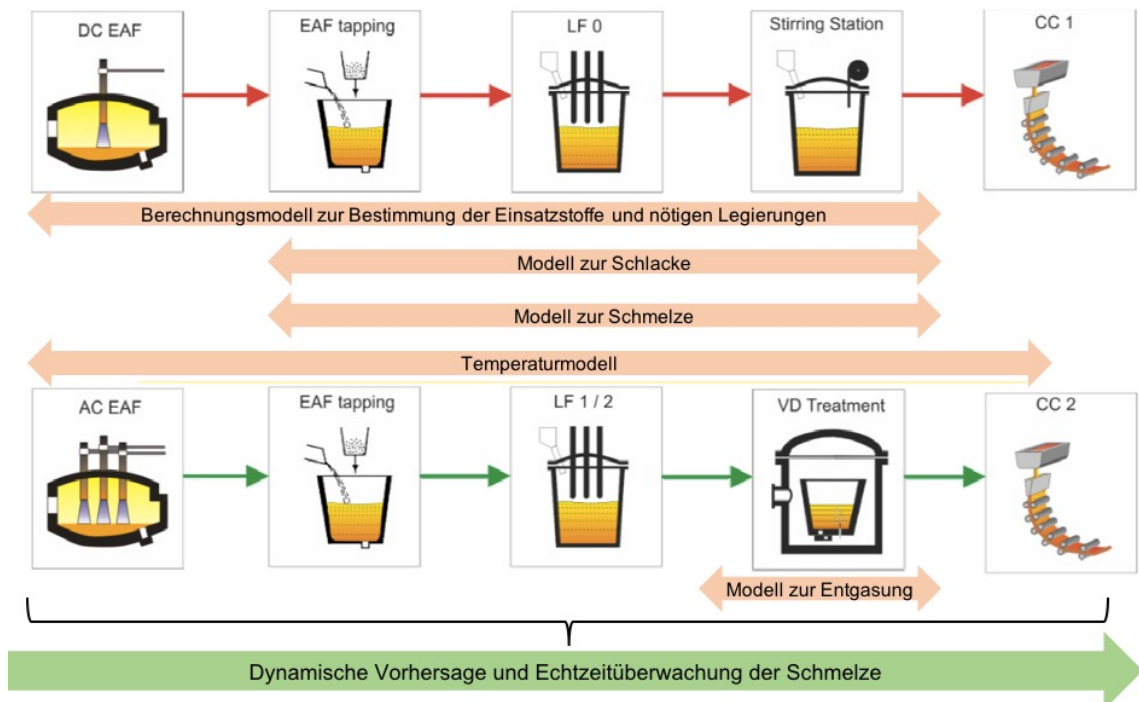 DC EAF
EAF tapping
LF 0
Stirring Station
CC 1
Berechnungsmodell zur Bestimmung der Einsatzstoffe und nötigen Legierungen
Modell zur Schlacke
Modell zur Schmelze
Temperaturmodell
AC EAF
EAF tapping
LF 1 / 2
VD Treatment
CC 2
Modell zur Entgasung
Dynamische Vorhersage und Echtzeitüberwachung der Schmelze